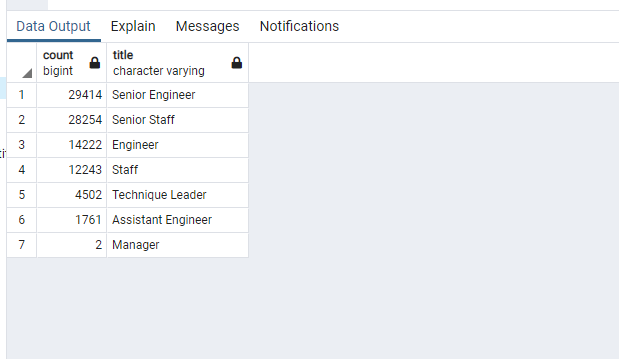 Data Output Explain Messages Notifications
count title
bigint character varying
1 29414 Senior Engineer
2 28254 Senior Staff
3 14222 Engineer
4 12243 Staff
5 4502 Technique Leader
6 1761 Assistant Engineer
7 2 Manager